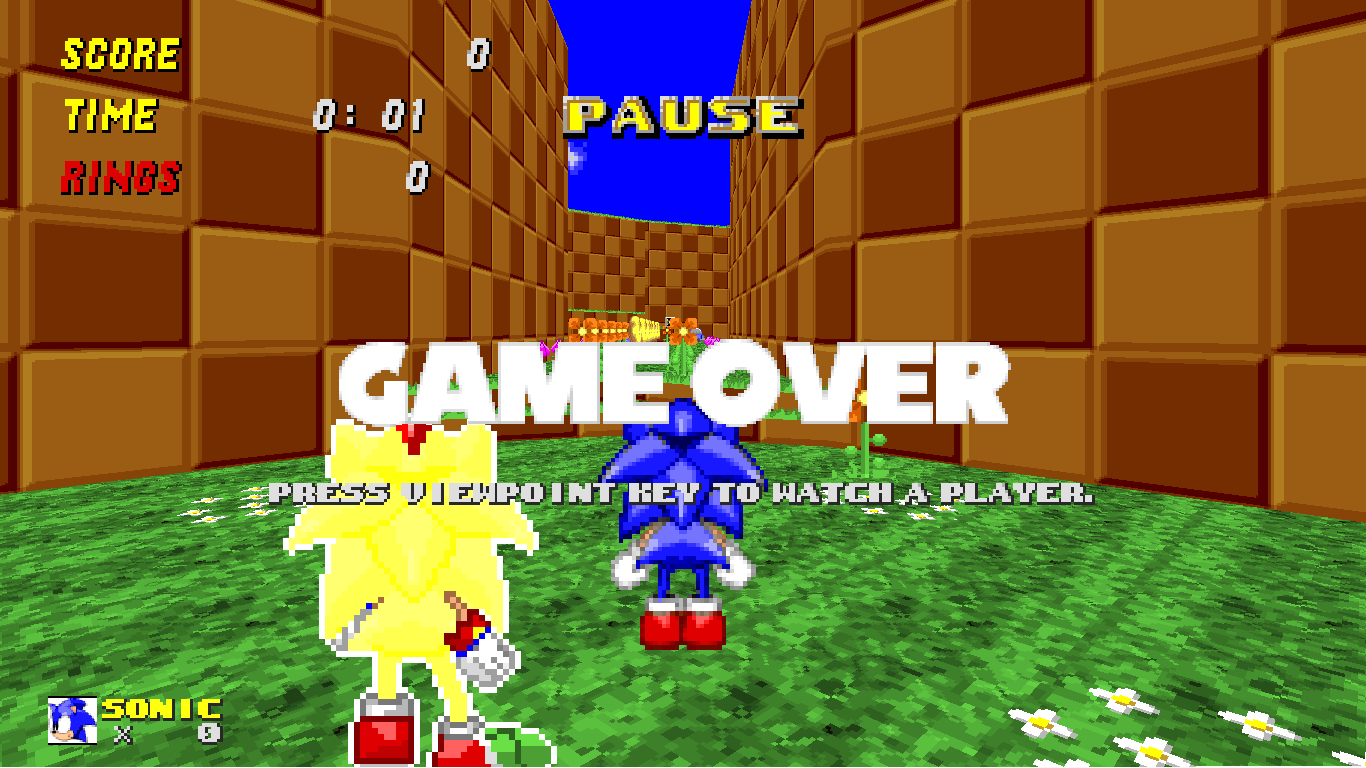 SCORE 0
TIME 0: 01
RINGS 0
PAUSE
GAME OVER
PRESS VIEWPOINT KEY TO WATCH A PLAYER.
SONIC
X 0